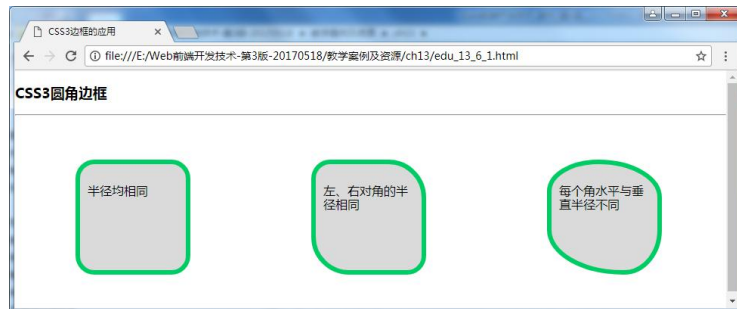 CSS3边框的应用
file:///E:/Web前端开发技术-第3版-20170518/教学案例及资源/ch13/edu_13_6_1.html
CSS3圆角边框
半径均相同
左、右对角的半
径相同
每个角水平与垂
直半径不同